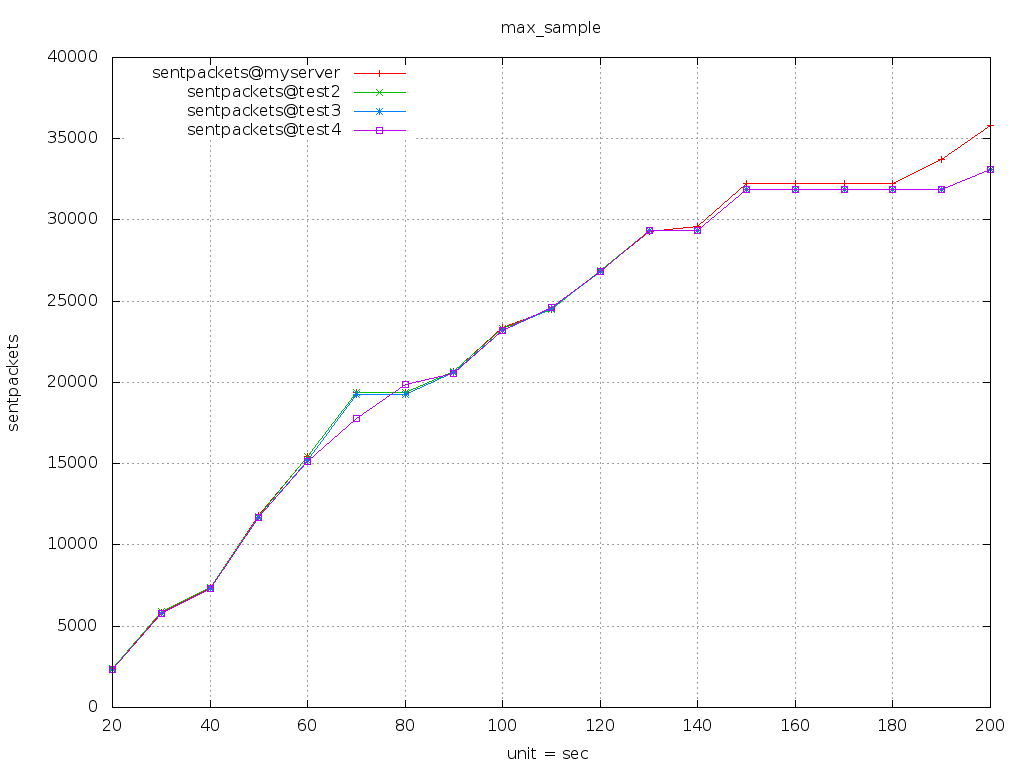 max_sample
40000
35000
30000
25000
20000
15000
10000
5000
0
sentpackets
sentpackets@myserver
sentpackets@test2
sentpackets@test3
sentpackets@test4
20 40 60 80 100 120 140 160 180 200
unit = sec